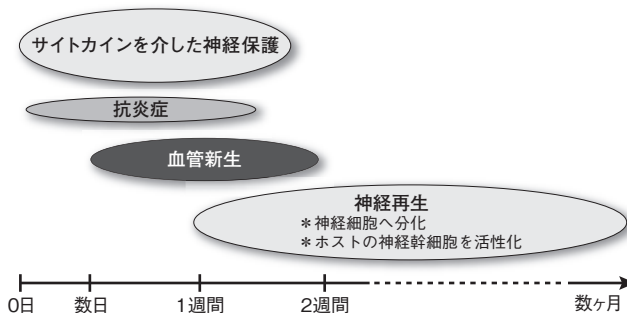 サイトカインを介した神経保護
抗炎症
血管新生
神経再生
＊神経細胞へ分化
＊ホストの神経幹細胞を活性化
0日 数日 1週間 2週間 数ヶ月